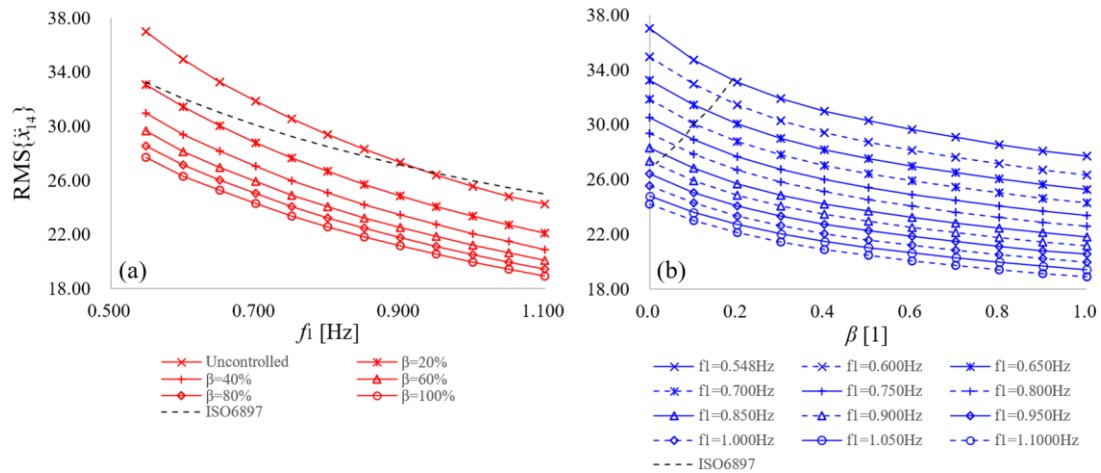 38.00
34.00
30.00
26.00
22.00
18.00
RMS{ẍ14}
(a)
0.500
0.700
0.900
1.100
f1 [Hz]
Uncontrolled
β=20%
β=40%
β=60%
β=80%
β=100%
ISO6897
38.00
34.00
30.00
26.00
22.00
18.00
(b)
0.0
0.2
0.4
0.6
0.8
1.0
β [1]
f1=0.548Hz
f1=0.600Hz
f1=0.650Hz
f1=0.700Hz
f1=0.750Hz
f1=0.800Hz
f1=0.850Hz
f1=0.900Hz
f1=0.950Hz
f1=1.000Hz
f1=1.050Hz
f1=1.1000Hz
ISO6897